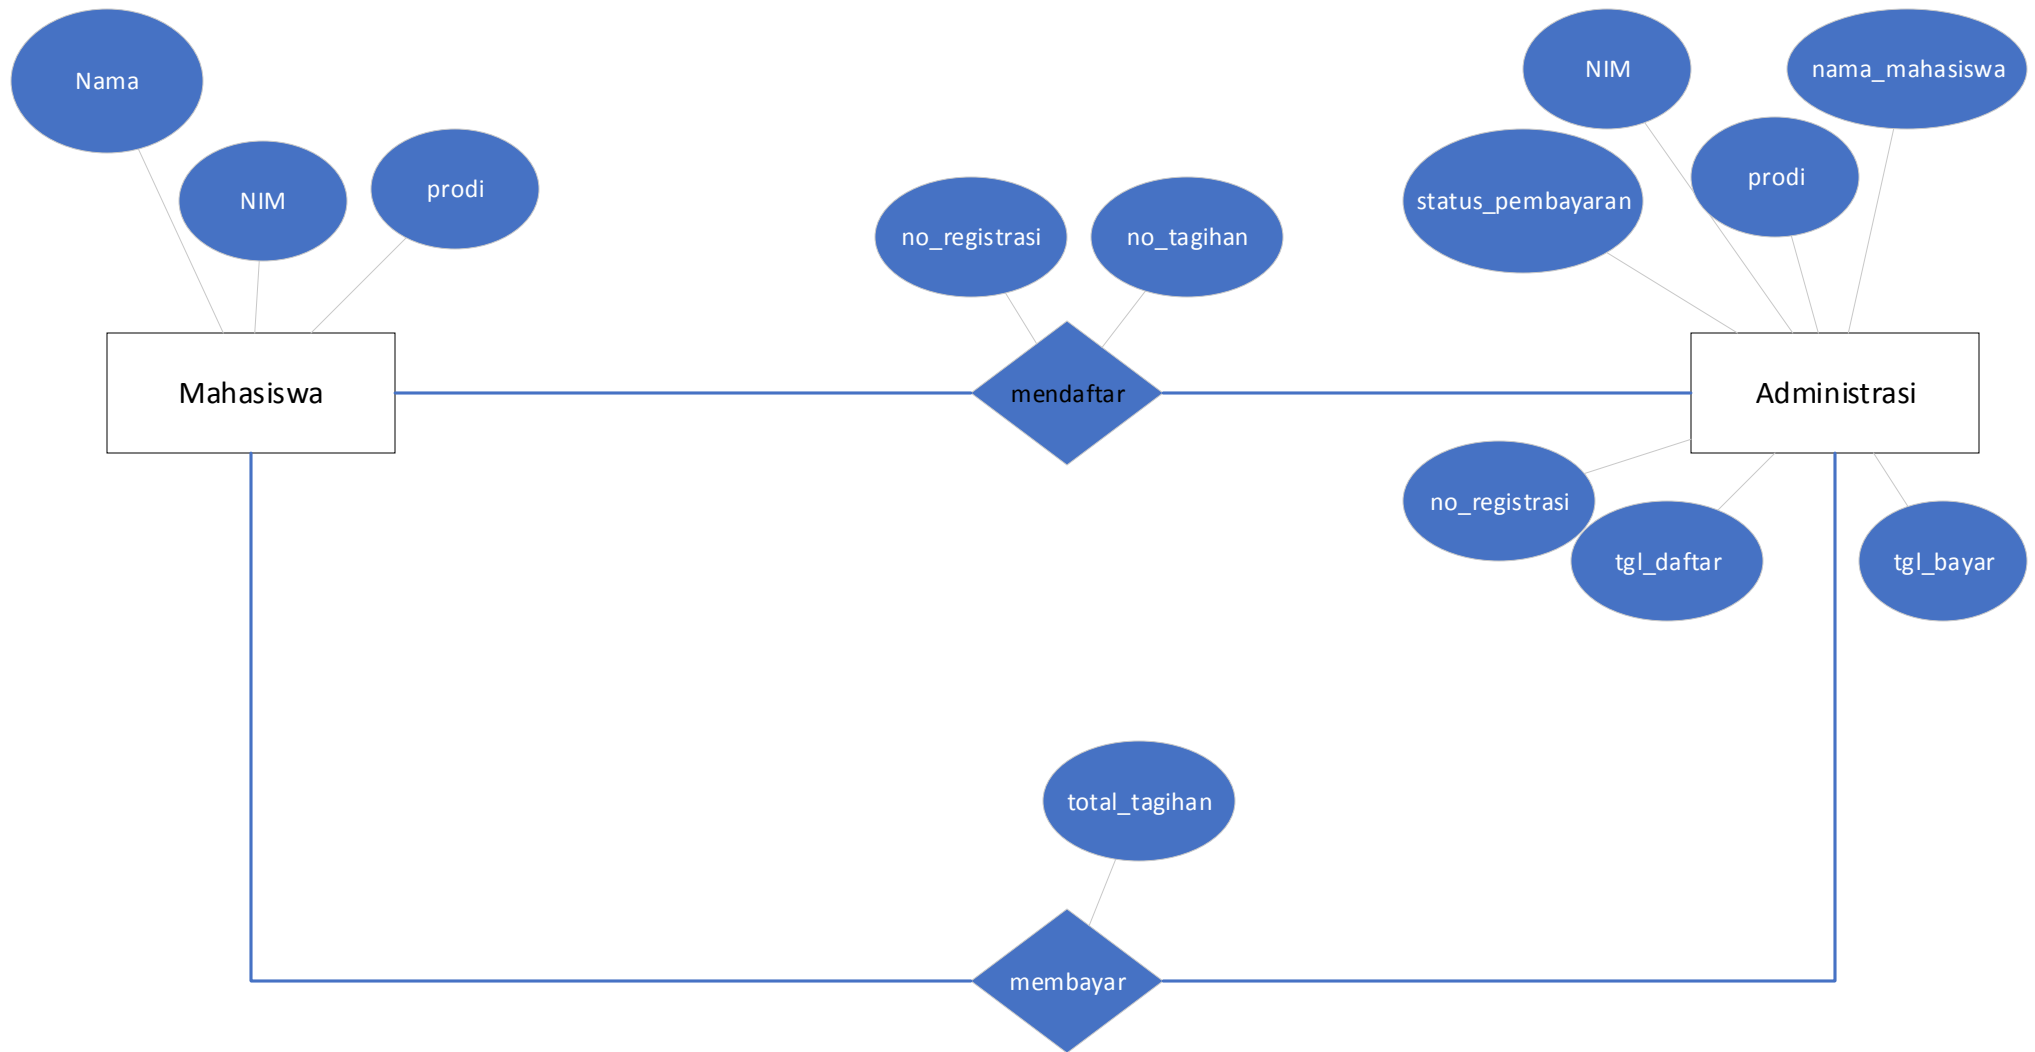 Nama
NIM
prodi
no_registrasi
no_tagihan
NIM
nama_mahasiswa
status_pembayaran
prodi
Mahasiswa
mendaftar
Administrasi
no_registrasi
tgl_daftar
tgl_bayar
total_tagihan
membayar